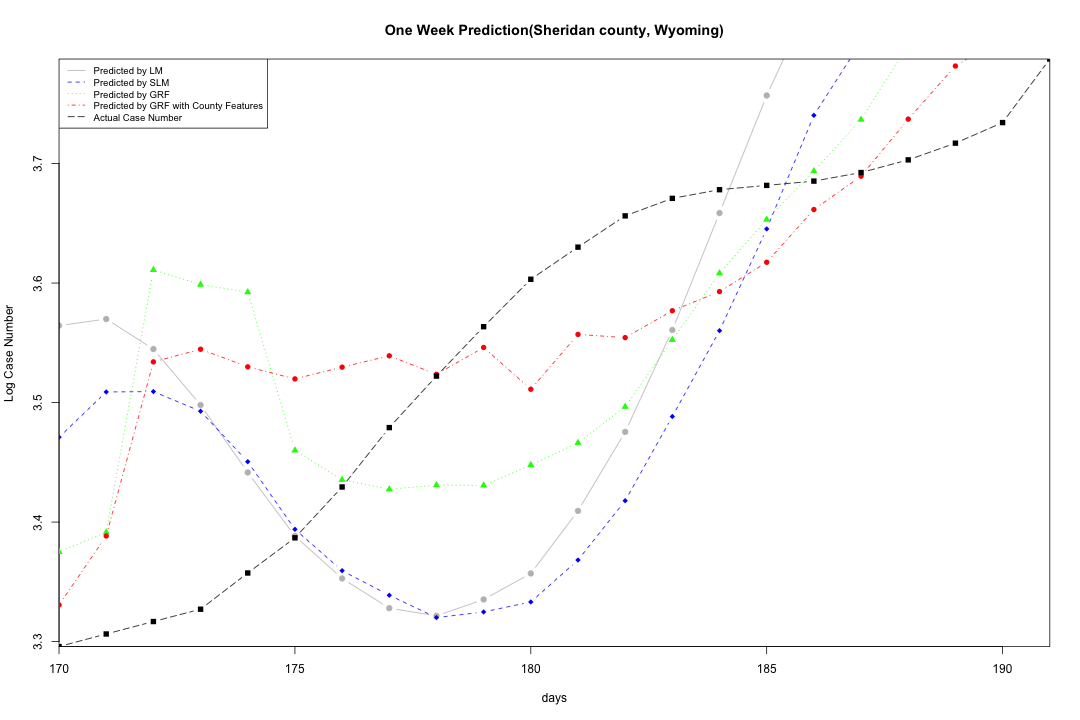 One Week Prediction(Sheridan county, Wyoming)
Predicted by LM
Predicted by SLM
Predicted by GRF
Predicted by GRF with County Features
Actual Case Number
Log Case Number
3.7
3.6
3.5
3.4
3.3
170 175 180 185 190
days